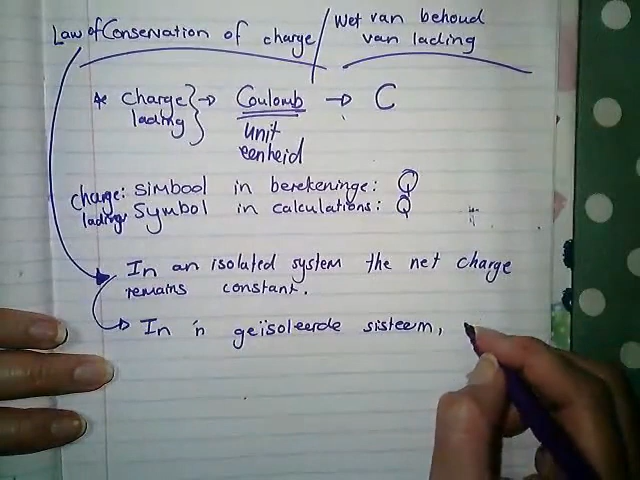 Law of Conservation of charge / Wet van behoud
van lading
* charge } → Coulomb → C
lading
unit
eenheid
charge: simbool in berekeninge: Q
lading: Symbol in calculations: Q
In an isolated system the net charge
remains constant.
In 'n geïsoleerde sisteem,